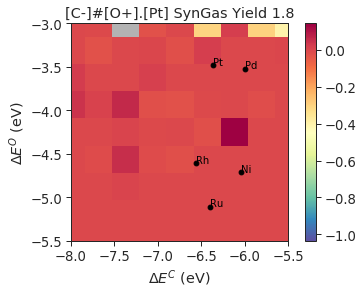 [C-]#[O+].[Pt] SynGas Yield 1.8
−3.0
−3.5
−4.0
−4.5
−5.0
−5.5
ΔE^O (eV)
Pt
Pd
Rh
Ni
Ru
−8.0 −7.5 −7.0 −6.5 −6.0 −5.5
ΔE^C (eV)
0.0
−0.2
−0.4
−0.6
−0.8
−1.0